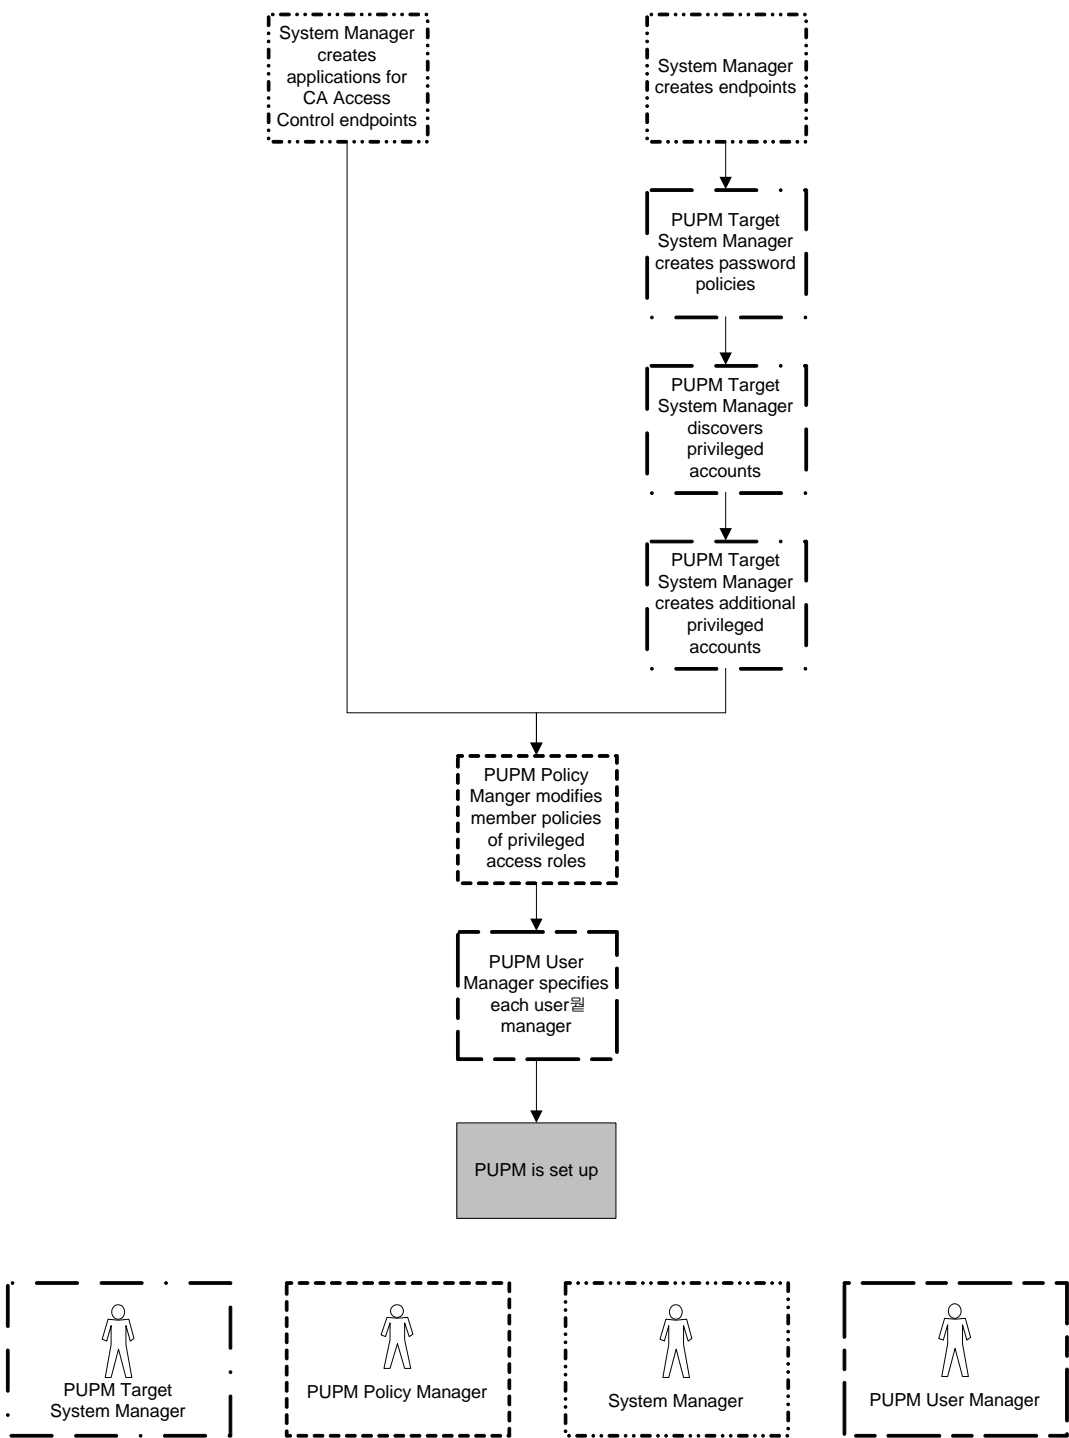 System Manager
creates
applications for
CA Access
Control endpoints
System Manager
creates endpoints
PUPM Target
System Manager
creates password
policies
PUPM Target
System Manager
discovers
privileged
accounts
PUPM Target
System Manager
creates additional
privileged
accounts
PUPM Policy
Manger modifies
member policies
of privileged
access roles
PUPM User
Manager specifies
each user뭩
manager
PUPM is set up
PUPM Target
System Manager
PUPM Policy Manager
System Manager
PUPM User Manager